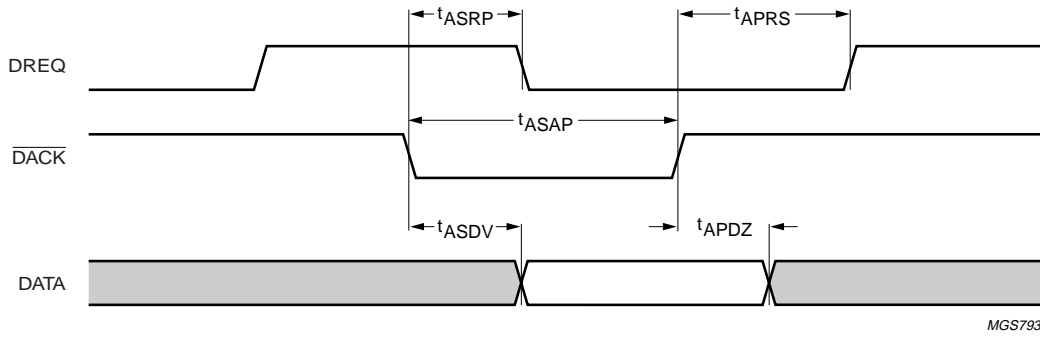 tASRP
tAPRS
DREQ
tASAP
DACK
tASDV
tAPDZ
DATA
MGS793